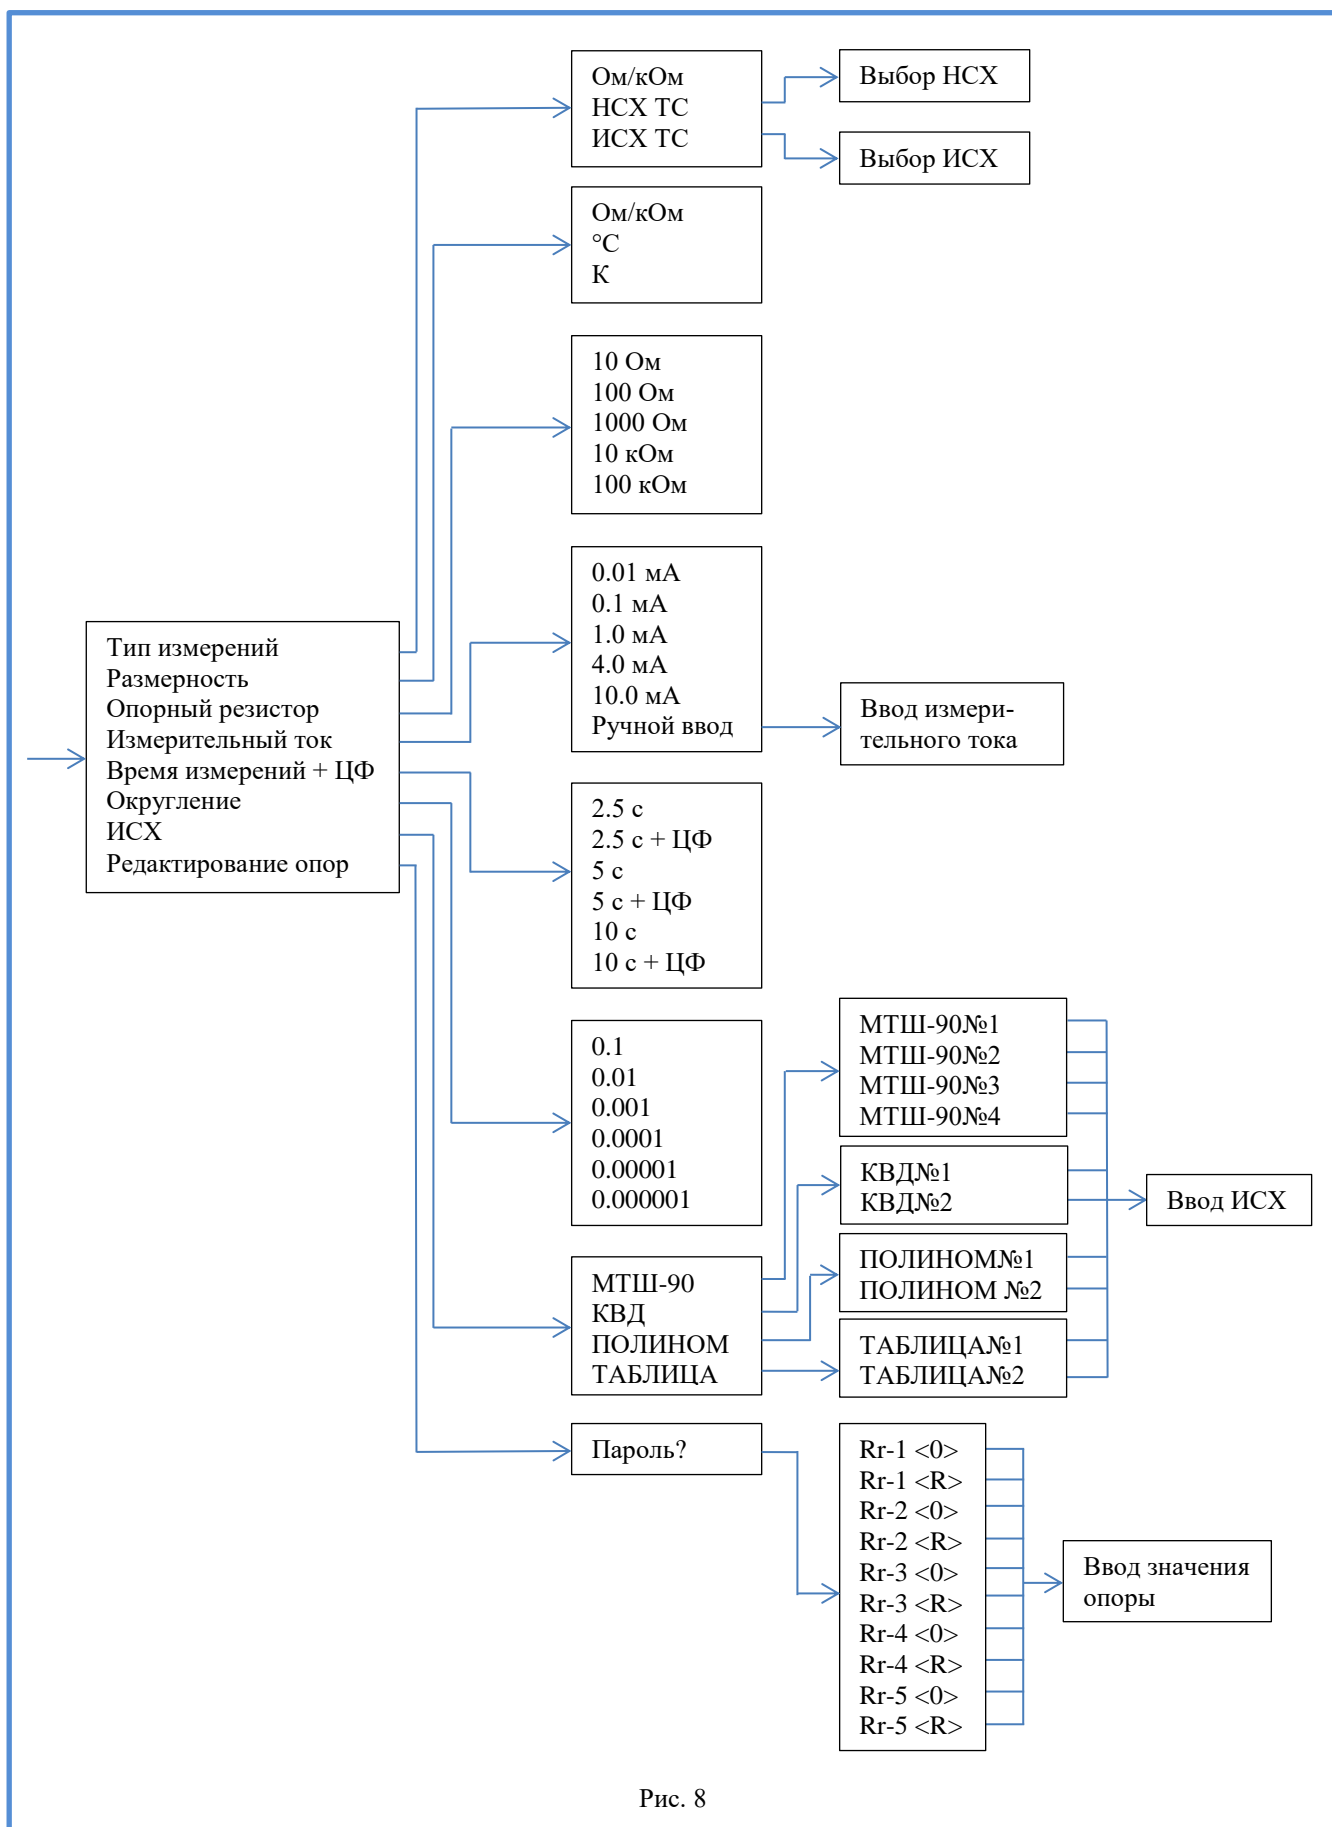 Ом/кОм
НСХ ТС
ИСХ ТС
Выбор НСХ
Выбор ИСХ
Ом/кОм
°С
К
10 Ом
100 Ом
1000 Ом
10 кОм
100 кОм
0.01 мА
0.1 мА
1.0 мА
4.0 мА
10.0 мА
Ручной ввод
Ввод измери-
тельного тока
Тип измерений
Размерность
Опорный резистор
Измерительный ток
Время измерений + ЦФ
Округление
ИСХ
Редактирование опор
2.5 с
2.5 с + ЦФ
5 с
5 с + ЦФ
10 с
10 с + ЦФ
0.1
0.01
0.001
0.0001
0.00001
0.000001
МТШ-90№1
МТШ-90№2
МТШ-90№3
МТШ-90№4
КВД№1
КВД№2
Ввод ИСХ
ПОЛИНОМ№1
ПОЛИНОМ №2
МТШ-90
КВД
ПОЛИНОМ
ТАБЛИЦА
ТАБЛИЦА№1
ТАБЛИЦА№2
Пароль?
Rr-1 <0>
Rr-1 <R>
Rr-2 <0>
Rr-2 <R>
Rr-3 <0>
Rr-3 <R>
Rr-4 <0>
Rr-4 <R>
Rr-5 <0>
Rr-5 <R>
Ввод значения
опоры
Рис. 8